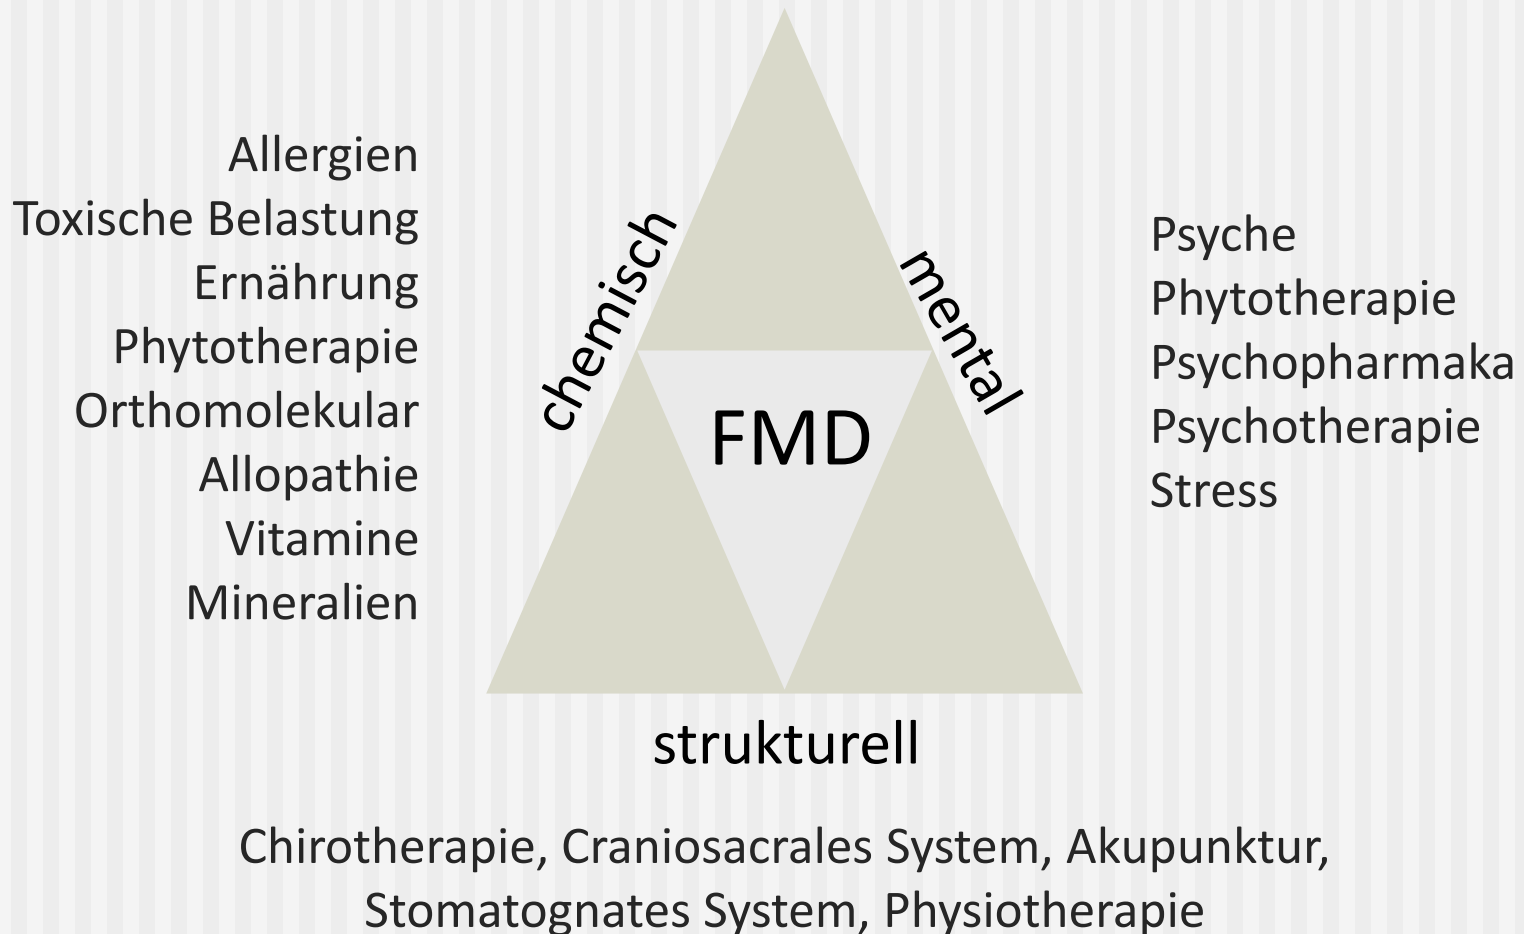 Allergien
Toxische Belastung
Ernährung
Phytotherapie
Orthomolekular
Allopathie
Vitamine
Mineralien
chemisch
FMD
mental
Psyche
Phytotherapie
Psychopharmaka
Psychotherapie
Stress
strukturell
Chirotherapie, Craniosacrales System, Akupunktur,
Stomatognates System, Physiotherapie